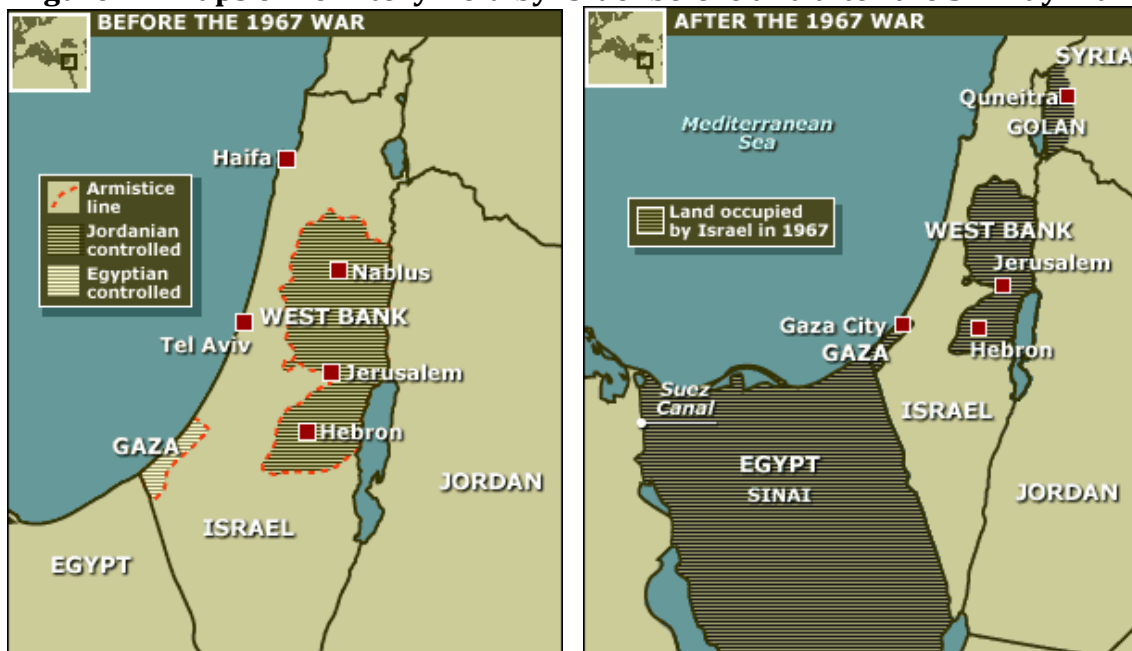 BEFORE THE 1967 WAR
Haifa
Armistice
line
Jordanian
controlled
Egyptian
controlled
Nablus
WEST BANK
Tel Aviv
Jerusalem
Hebron
GAZA
JORDAN
ISRAEL
EGYPT
AFTER THE 1967 WAR
SYRIA
Quneitra
GOLAN
Mediterranean
Sea
Land occupied
by Israel in 1967
WEST BANK
Jerusalem
Gaza City
GAZA
Hebron
Suez
Canal
ISRAEL
EGYPT
SINAI
JORDAN